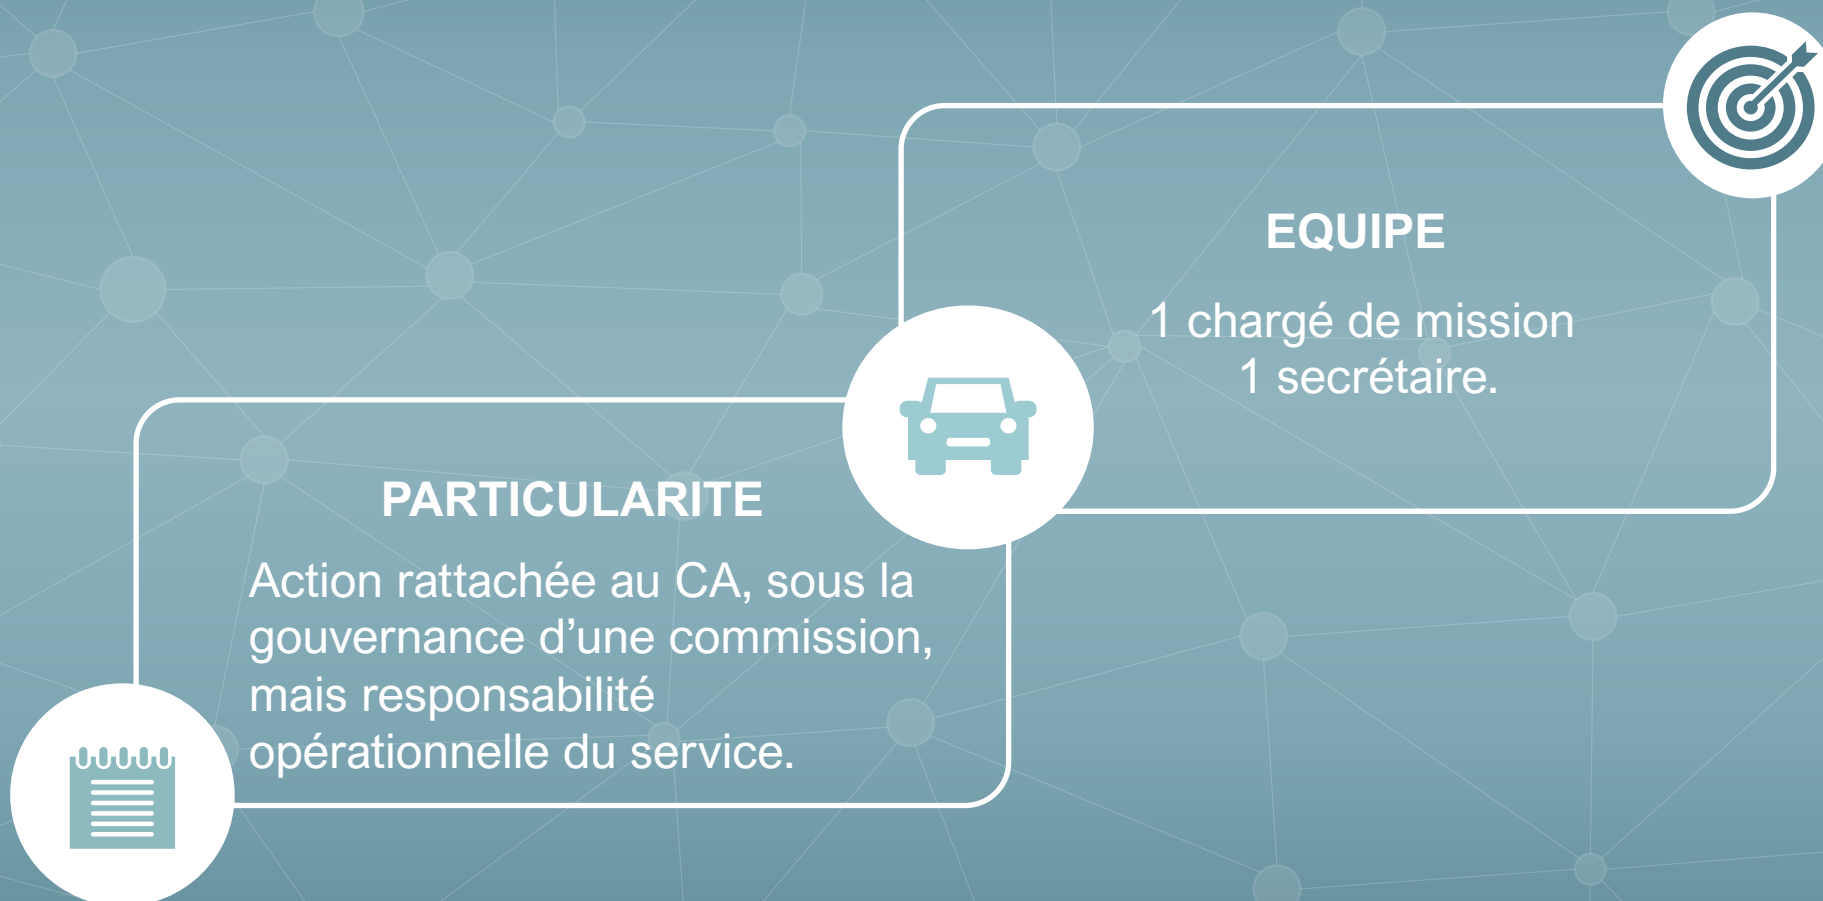 EQUIPE
1 chargé de mission
1 secrétaire.
PARTICULARITE
Action rattachée au CA, sous la
gouvernance d’une commission,
mais responsabilité
opérationnelle du service.